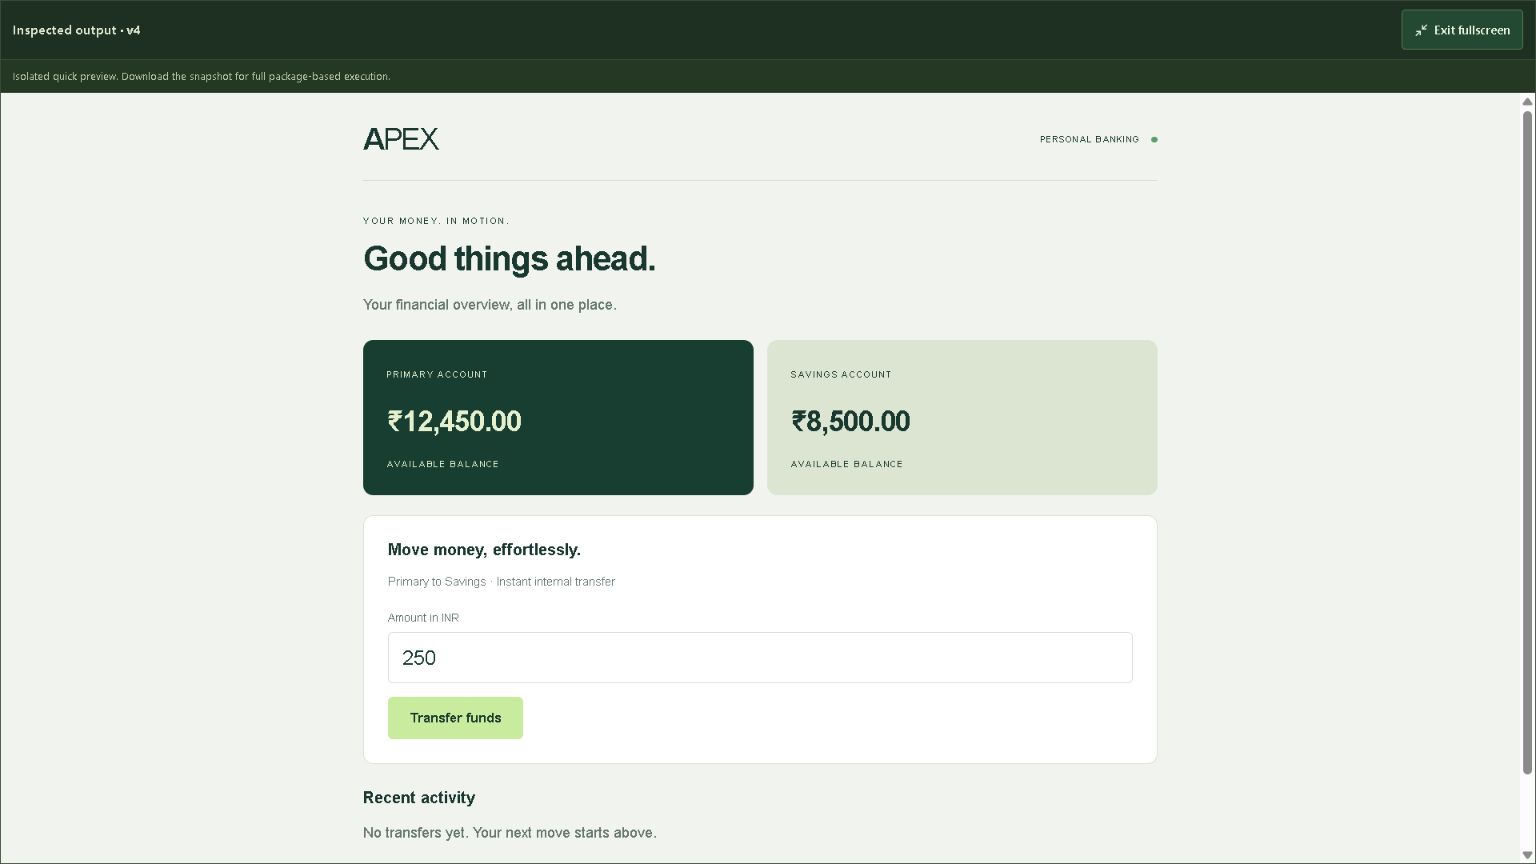 Inspected output · v4
Exit fullscreen
Isolated quick preview. Download the snapshot for full package-based execution.
APEX
PERSONAL BANKING
YOUR MONEY. IN MOTION.
Good things ahead.
Your financial overview, all in one place.
PRIMARY ACCOUNT
₹12,450.00
AVAILABLE BALANCE
SAVINGS ACCOUNT
₹8,500.00
AVAILABLE BALANCE
Move money, effortlessly.
Primary to Savings · Instant internal transfer
Amount in INR
250
Transfer funds
Recent activity
No transfers yet. Your next move starts above.